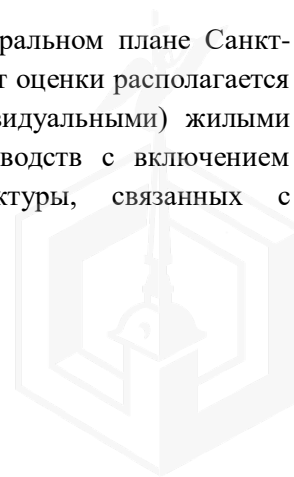 ральном плане Санкт-
т оценки располагается
видуальными) жилыми
водств с включением
ктуры, связанных с